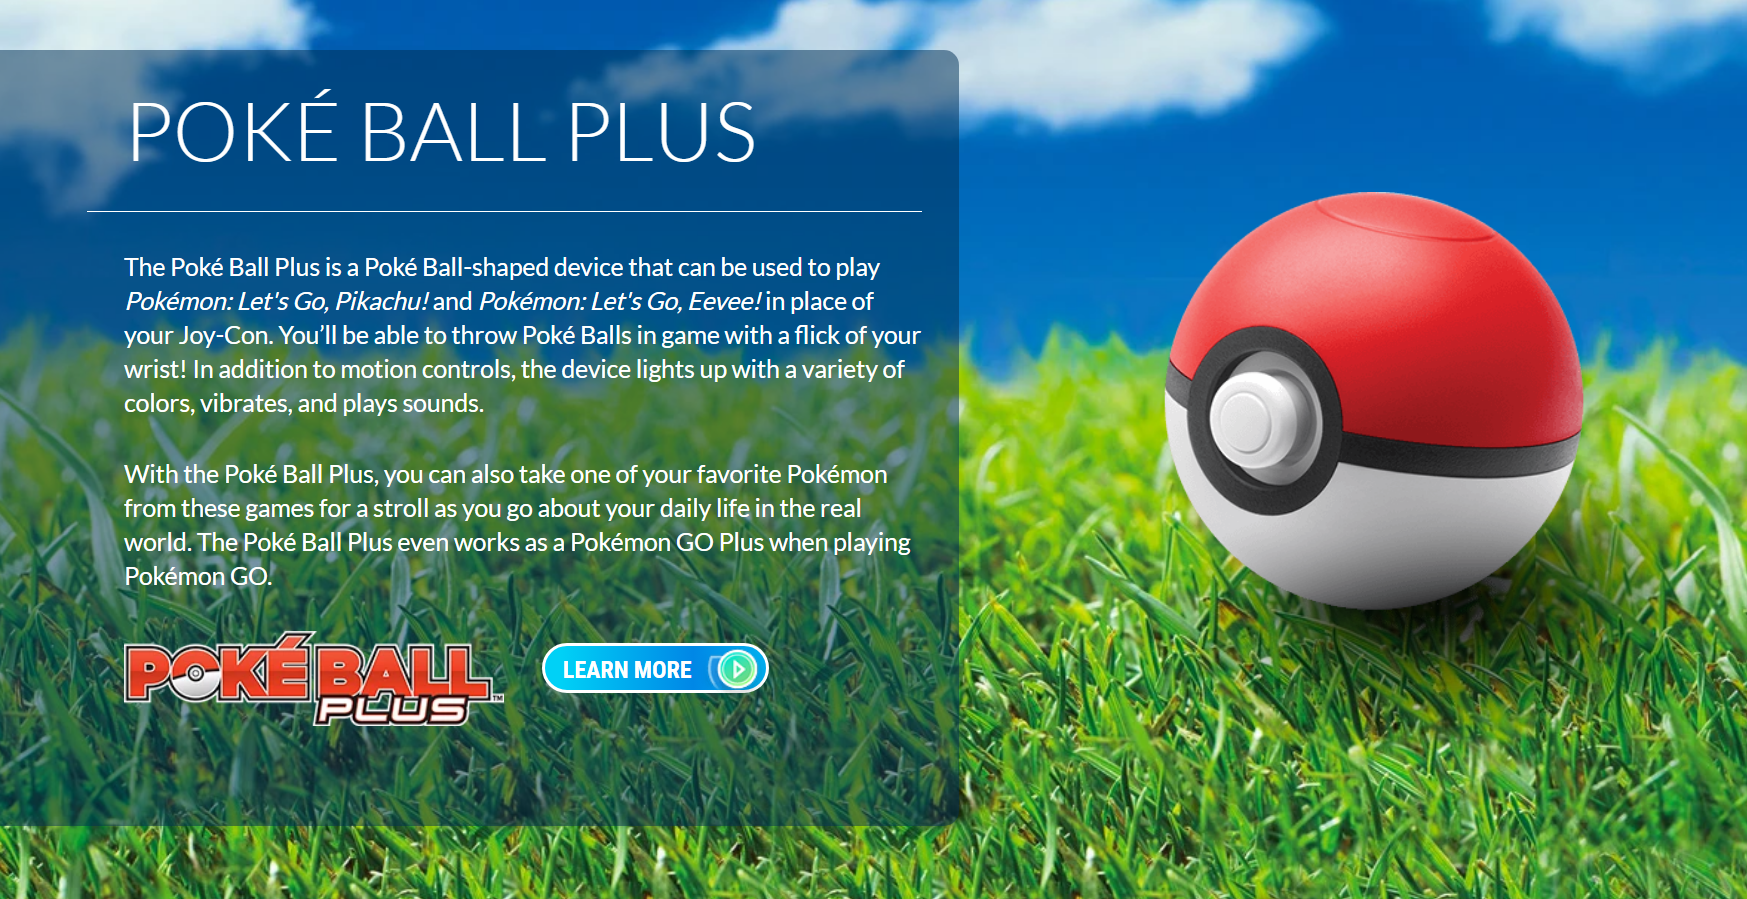 POKÉ BALL PLUS
The Poké Ball Plus is a Poké Ball-shaped device that can be used to play
Pokémon: Let's Go, Pikachu! and Pokémon: Let's Go, Eevee! in place of
your Joy-Con. You’ll be able to throw Poké Balls in game with a flick of your
wrist! In addition to motion controls, the device lights up with a variety of
colors, vibrates, and plays sounds.
With the Poké Ball Plus, you can also take one of your favorite Pokémon
from these games for a stroll as you go about your daily life in the real
world. The Poké Ball Plus even works as a Pokémon GO Plus when playing
Pokémon GO.
POKÉ BALL™
PLUS
LEARN MORE